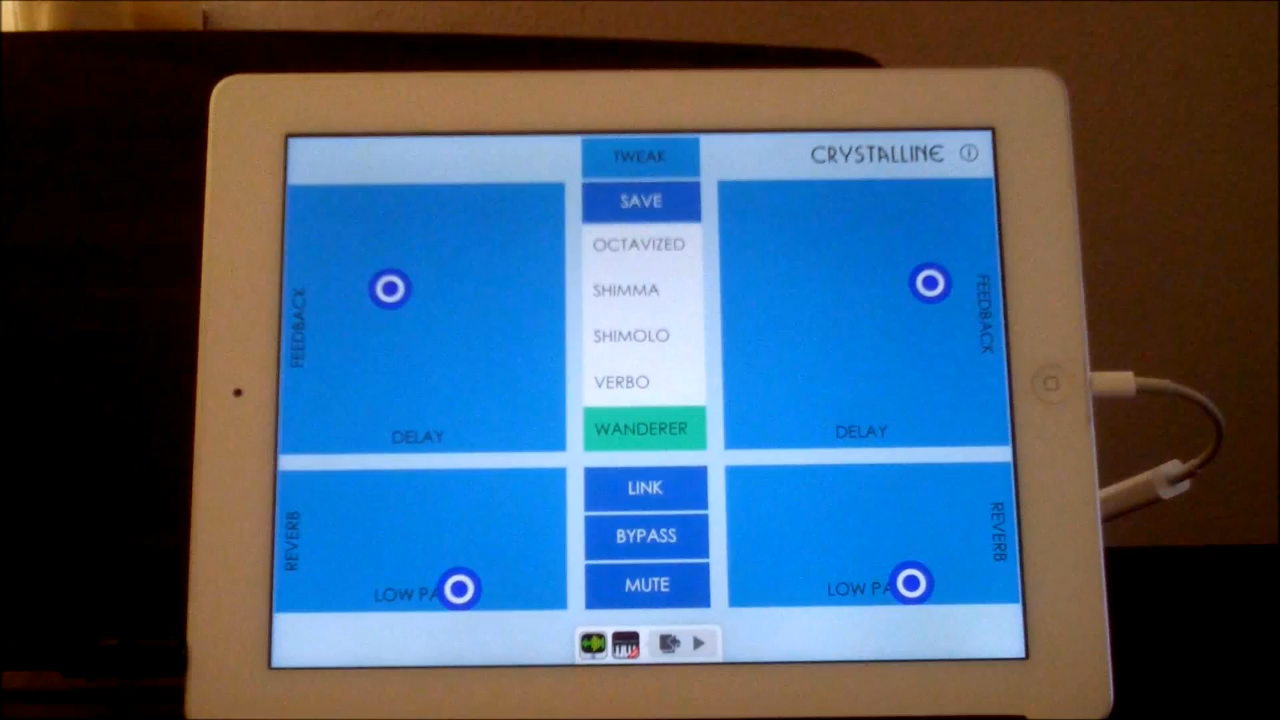 TWEAK
CRYSTALLINE
SAVE
OCTAVIZED
SHIMMA
SHIMOLO
VERBO
WANDERER
LINK
BYPASS
MUTE
FEEDBACK
DELAY
FEEDBACK
DELAY
REVERB
LOW PA
REVERB
LOW PA